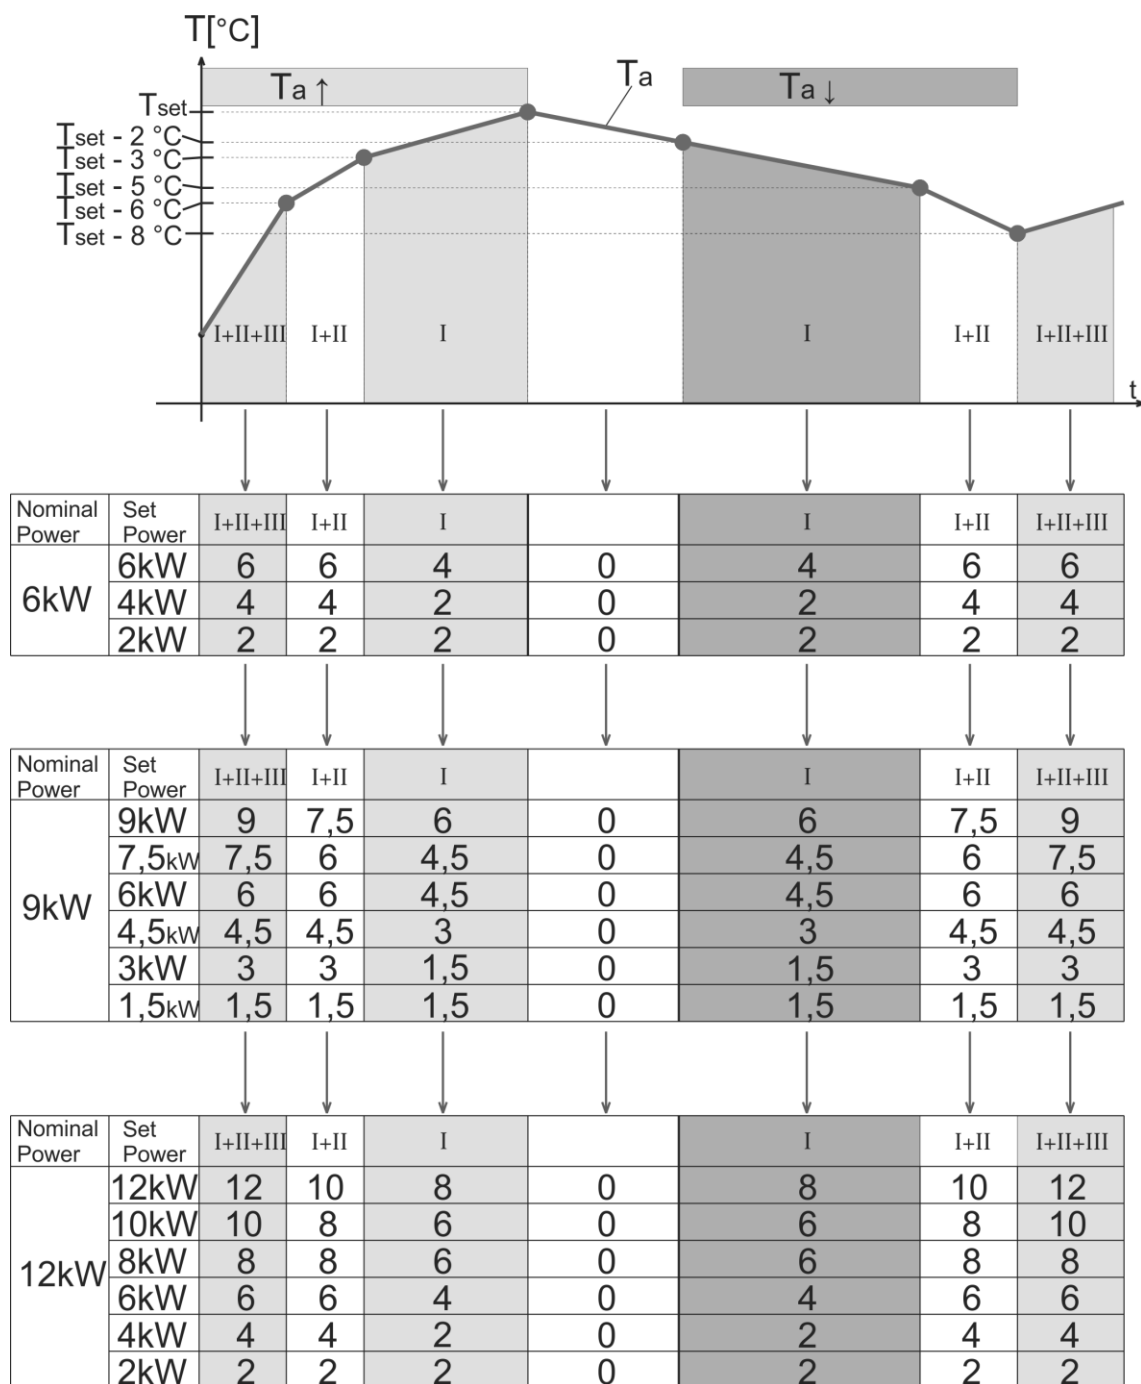 T[°C]
Ta ↑
Ta
Ta ↓
Tset
Tset - 2 °C
Tset - 3 °C
Tset - 5 °C
Tset - 6 °C
Tset - 8 °C
I+II+III I+II I I I+II I+II+III
t
Nominal Power Set Power I+II+III I+II I I I+II I+II+III
6kW
6kW 6 6 4 0 4 6 6
4kW 4 4 2 0 2 4 4
2kW 2 2 2 0 2 2 2
Nominal Power Set Power I+II+III I+II I I I+II I+II+III
9kW
9kW 9 7,5 6 0 6 7,5 9
7,5kW 7,5 6 4,5 0 4,5 6 7,5
6kW 6 6 4,5 0 4,5 6 6
4,5kW 4,5 4,5 3 0 3 4,5 4,5
3kW 3 3 1,5 0 1,5 3 3
1,5kW 1,5 1,5 1,5 0 1,5 1,5 1,5
Nominal Power Set Power I+II+III I+II I I I+II I+II+III
12kW
12kW 12 10 8 0 8 10 12
10kW 10 8 6 0 6 8 10
8kW 8 8 6 0 6 8 8
6kW 6 6 4 0 4 6 6
4kW 4 4 2 0 2 4 4
2kW 2 2 2 0 2 2 2